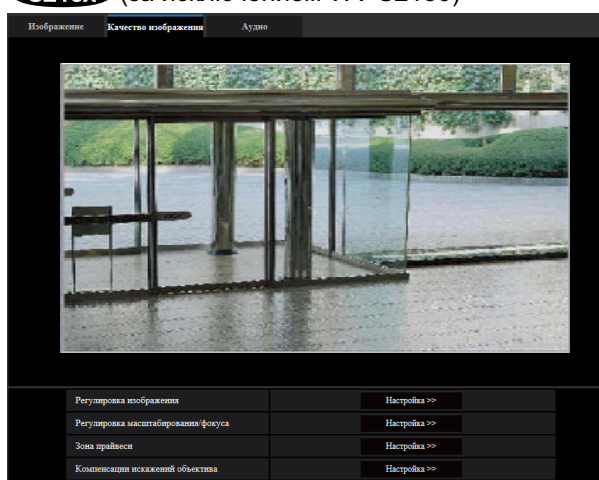 Изображение Качество изображения Аудио
Регулировка изображения Настройка >>
Регулировка масштабирования/фокуса Настройка >>
Зона прайвеси Настройка >>
Компенсации искажений объектива Настройка >>